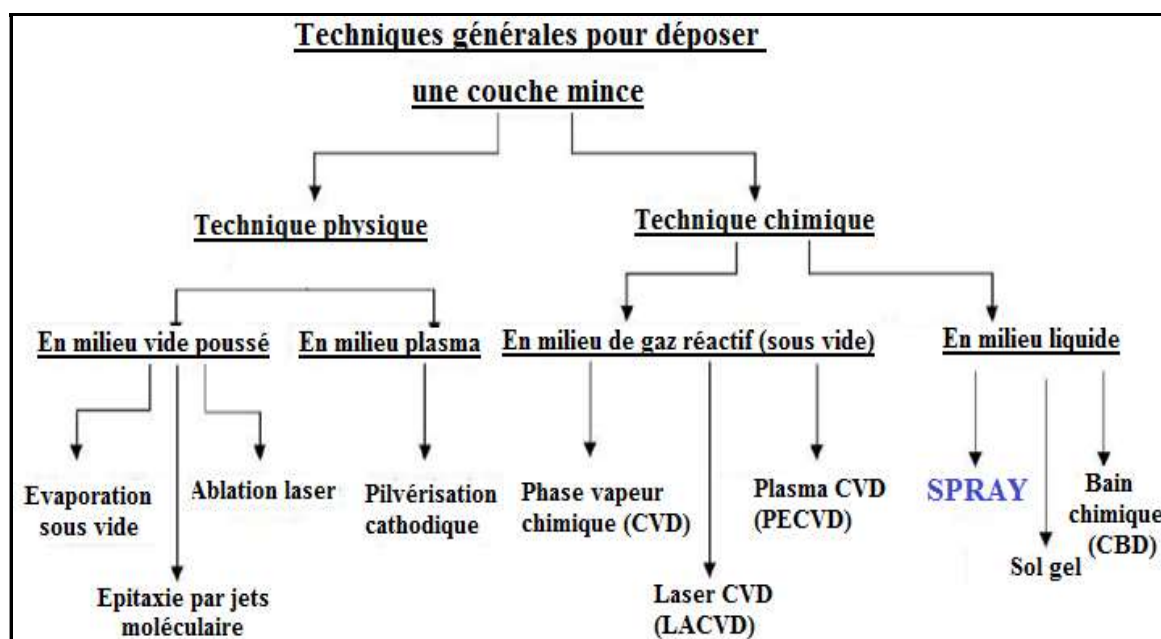 Techniques générales pour déposer
une couche mince
Technique physique
Technique chimique
En milieu vide poussé
En milieu plasma
En milieu de gaz réactif (sous vide)
En milieu liquide
Evaporation
sous vide
Ablation laser
Pilvérisation
cathodique
Phase vapeur
chimique (CVD)
Plasma CVD
(PECVD)
SPRAY
Bain
chimique
(CBD)
Sol gel
Epitaxie par jets
moléculaire
Laser CVD
(LACVD)